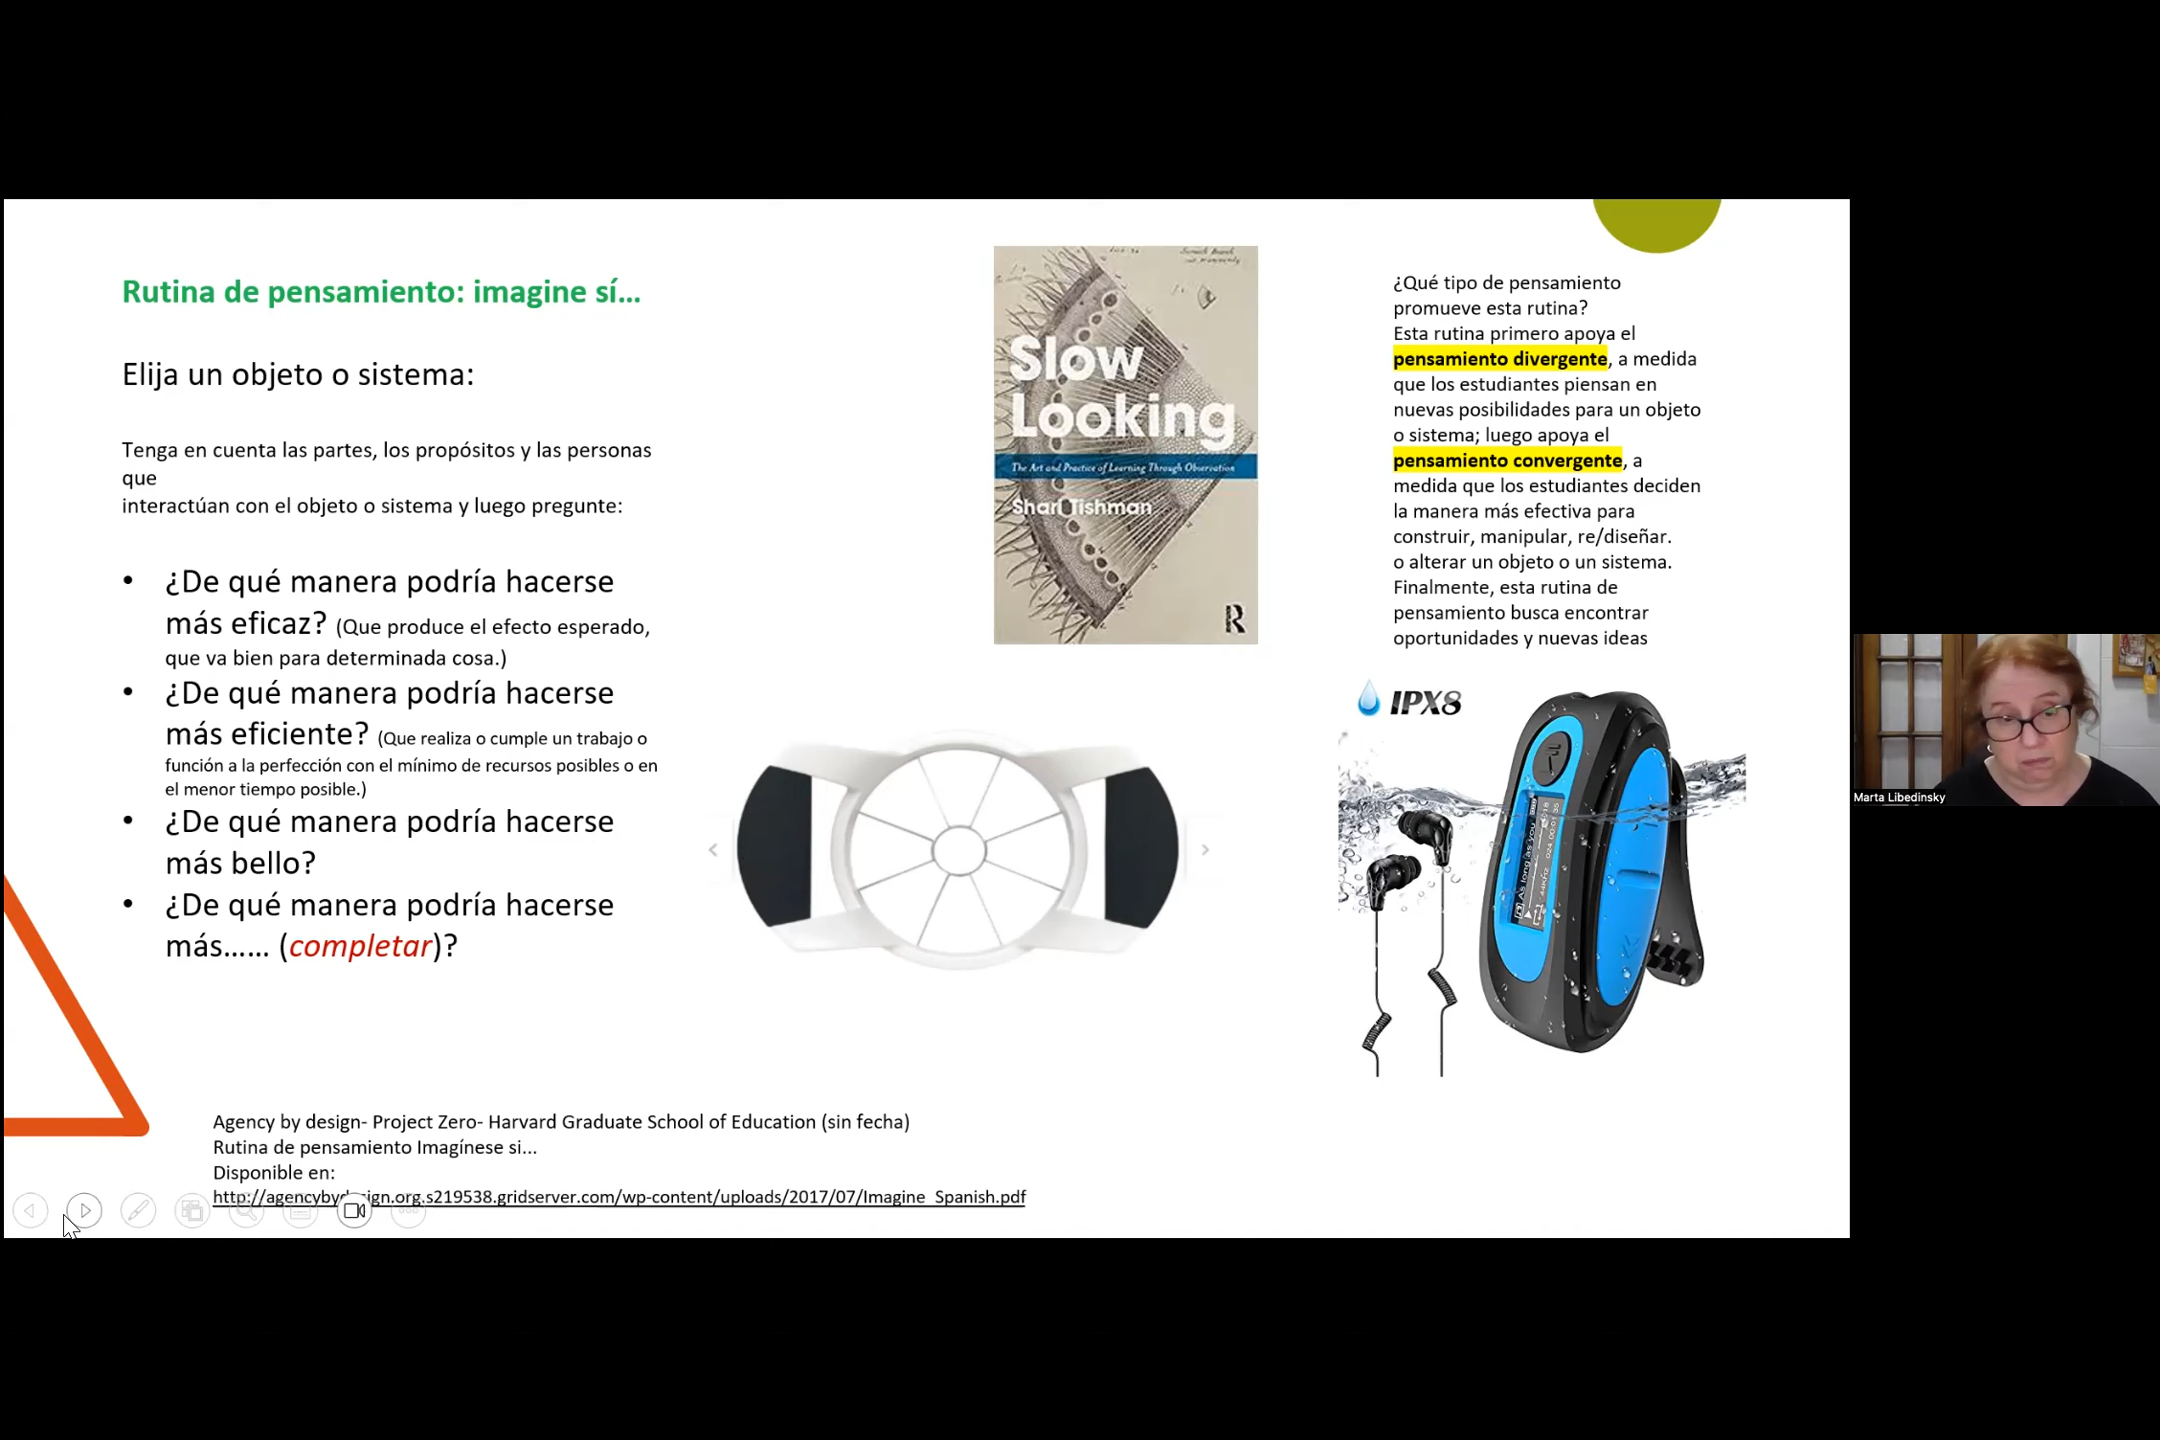 Rutina de pensamiento: imagine sí...
Elija un objeto o sistema:
Tenga en cuenta las partes, los propósitos y las personas
que
interactúan con el objeto o sistema y luego pregunte:
• ¿De qué manera podría hacerse
más eficaz? (Que produce el efecto esperado,
que va bien para determinada cosa.)
• ¿De qué manera podría hacerse
más eficiente? (Que realiza o cumple un trabajo o
función a la perfección con el mínimo de recursos posibles o en
el menor tiempo posible.)
• ¿De qué manera podría hacerse
más bello?
• ¿De qué manera podría hacerse
más...... (completar)?
Slow
Looking
The Art and Practice of Learning Through Observation
Shari Tishman
R
¿Qué tipo de pensamiento
promueve esta rutina?
Esta rutina primero apoya el
pensamiento divergente, a medida
que los estudiantes piensan en
nuevas posibilidades para un objeto
o sistema; luego apoya el
pensamiento convergente, a
medida que los estudiantes deciden
la manera más efectiva para
construir, manipular, re/diseñar.
o alterar un objeto o un sistema.
Finalmente, esta rutina de
pensamiento busca encontrar
oportunidades y nuevas ideas
IPX8
As long as you
Marta Libedinsky
Agency by design- Project Zero- Harvard Graduate School of Education (sin fecha)
Rutina de pensamiento Imagínese si...
Disponible en:
http://agencybydesign.org.s219538.gridserver.com/wp-content/uploads/2017/07/Imagine_Spanish.pdf